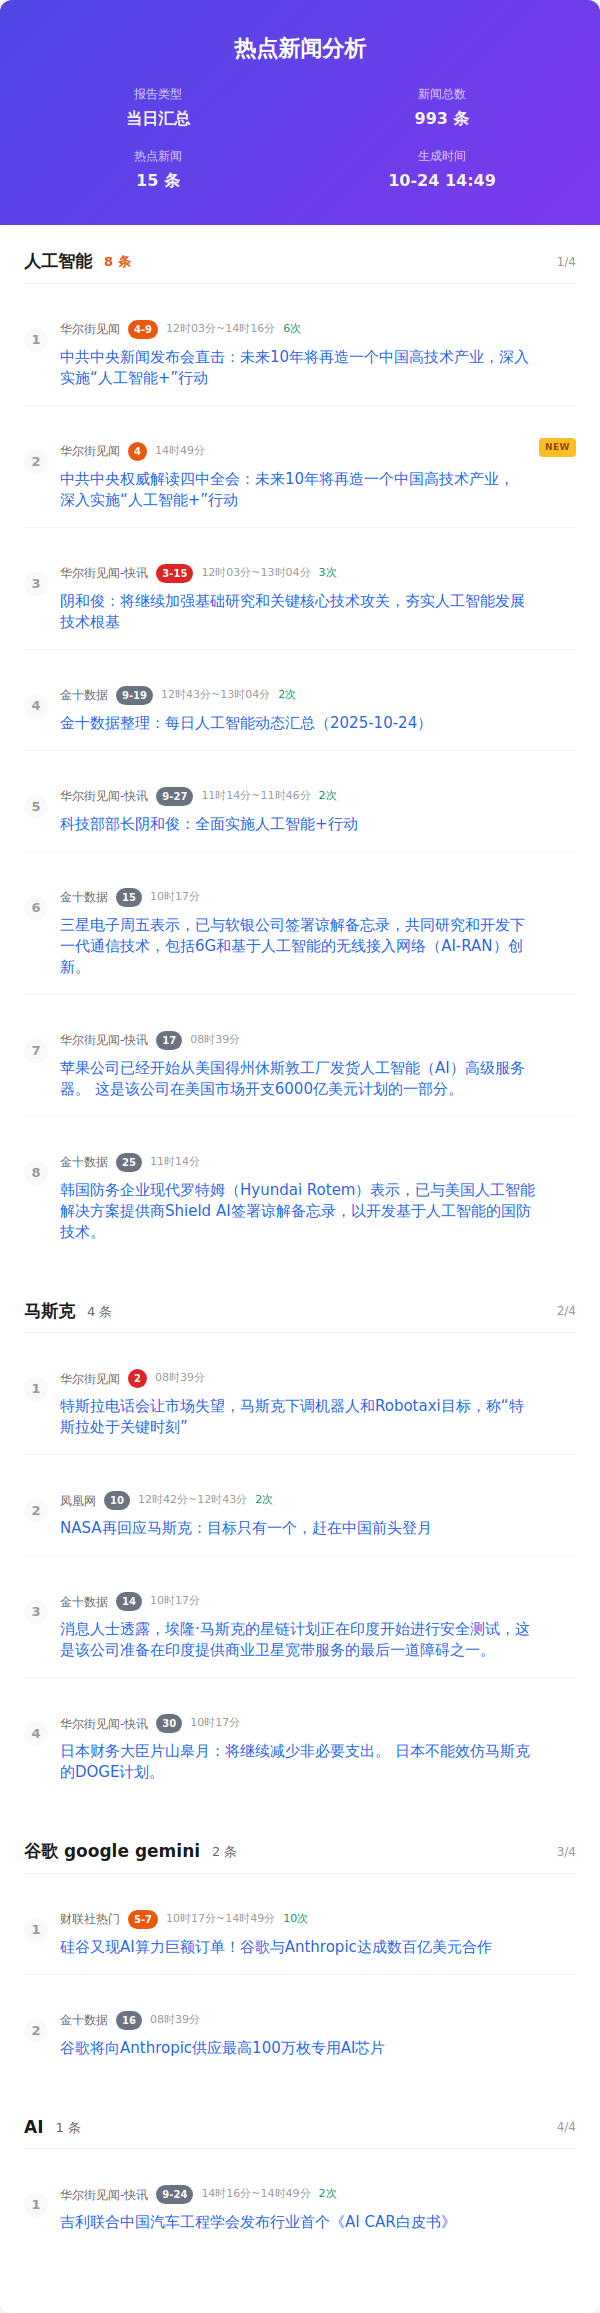 热点新闻分析
报告类型
新闻总数
当日汇总
993 条
热点新闻
生成时间
15 条
10-24 14:49
人工智能 8 条 1/4
1
华尔街见闻 4-9 12时03分~14时16分 6次
中共中央新闻发布会直击：未来10年将再造一个中国高技术产业，深入
实施“人工智能+”行动
2
华尔街见闻 4 14时49分 NEW
中共中央权威解读四中全会：未来10年将再造一个中国高技术产业，
深入实施“人工智能+”行动
3
华尔街见闻-快讯 3-15 12时03分~13时04分 3次
阴和俊：将继续加强基础研究和关键核心技术攻关，夯实人工智能发展
技术根基
4
金十数据 9-19 12时43分~13时04分 2次
金十数据整理：每日人工智能动态汇总（2025-10-24）
5
华尔街见闻-快讯 9-27 11时14分~11时46分 2次
科技部部长阴和俊：全面实施人工智能+行动
6
金十数据 15 10时17分
三星电子周五表示，已与软银公司签署谅解备忘录，共同研究和开发下
一代通信技术，包括6G和基于人工智能的无线接入网络（AI-RAN）创
新。
7
华尔街见闻-快讯 17 08时39分
苹果公司已经开始从美国得州休斯敦工厂发货人工智能（AI）高级服务
器。 这是该公司在美国市场开支6000亿美元计划的一部分。
8
金十数据 25 11时14分
韩国防务企业现代罗特姆（Hyundai Rotem）表示，已与美国人工智能
解决方案提供商Shield AI签署谅解备忘录，以开发基于人工智能的国防
技术。
马斯克 4 条 2/4
1
华尔街见闻 2 08时39分
特斯拉电话会让市场失望，马斯克下调机器人和Robotaxi目标，称“特
斯拉处于关键时刻”
2
凤凰网 10 12时42分~12时43分 2次
NASA再回应马斯克：目标只有一个，赶在中国前头登月
3
金十数据 14 10时17分
消息人士透露，埃隆·马斯克的星链计划正在印度开始进行安全测试，这
是该公司准备在印度提供商业卫星宽带服务的最后一道障碍之一。
4
华尔街见闻-快讯 30 10时17分
日本财务大臣片山皋月：将继续减少非必要支出。 日本不能效仿马斯克
的DOGE计划。
谷歌 google gemini 2 条 3/4
1
财联社热门 5-7 10时17分~14时49分 10次
硅谷又现AI算力巨额订单！谷歌与Anthropic达成数百亿美元合作
2
金十数据 16 08时39分
谷歌将向Anthropic供应最高100万枚专用AI芯片
AI 1 条 4/4
1
华尔街见闻-快讯 9-24 14时16分~14时49分 2次
吉利联合中国汽车工程学会发布行业首个《AI CAR白皮书》